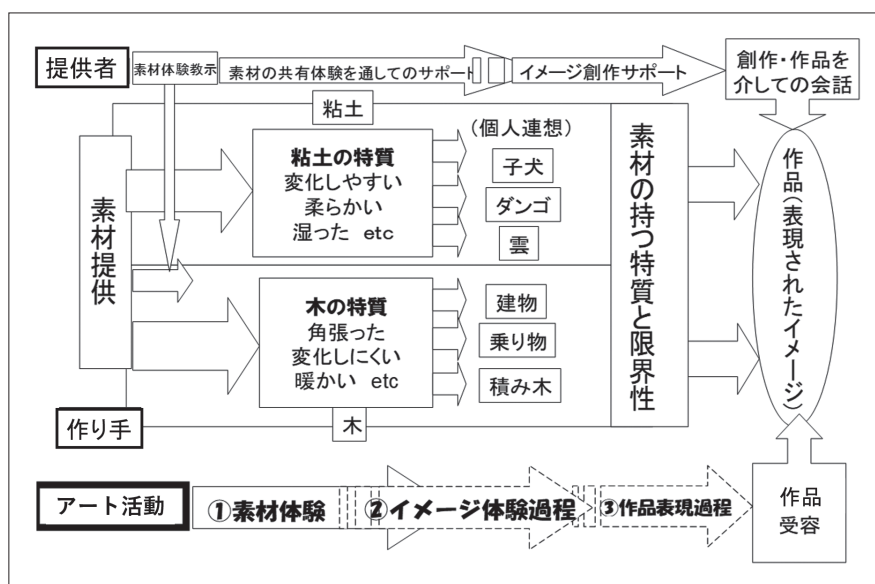 提供者
素材体験教示
素材の共有体験を通してのサポート
イメージ創作サポート
創作・作品を
介しての会話
粘土
素材提供
粘土の特質
変化しやすい
柔らかい
湿った etc
（個人連想）
子犬
ダンゴ
雲
木の特質
角張った
変化しにくい
暖かい etc
建物
乗り物
積み木
素材の持つ特質と限界性
作品（表現されたイメージ）
作り手
木
アート活動
①素材体験
②イメージ体験過程
③作品表現過程
作品
受容